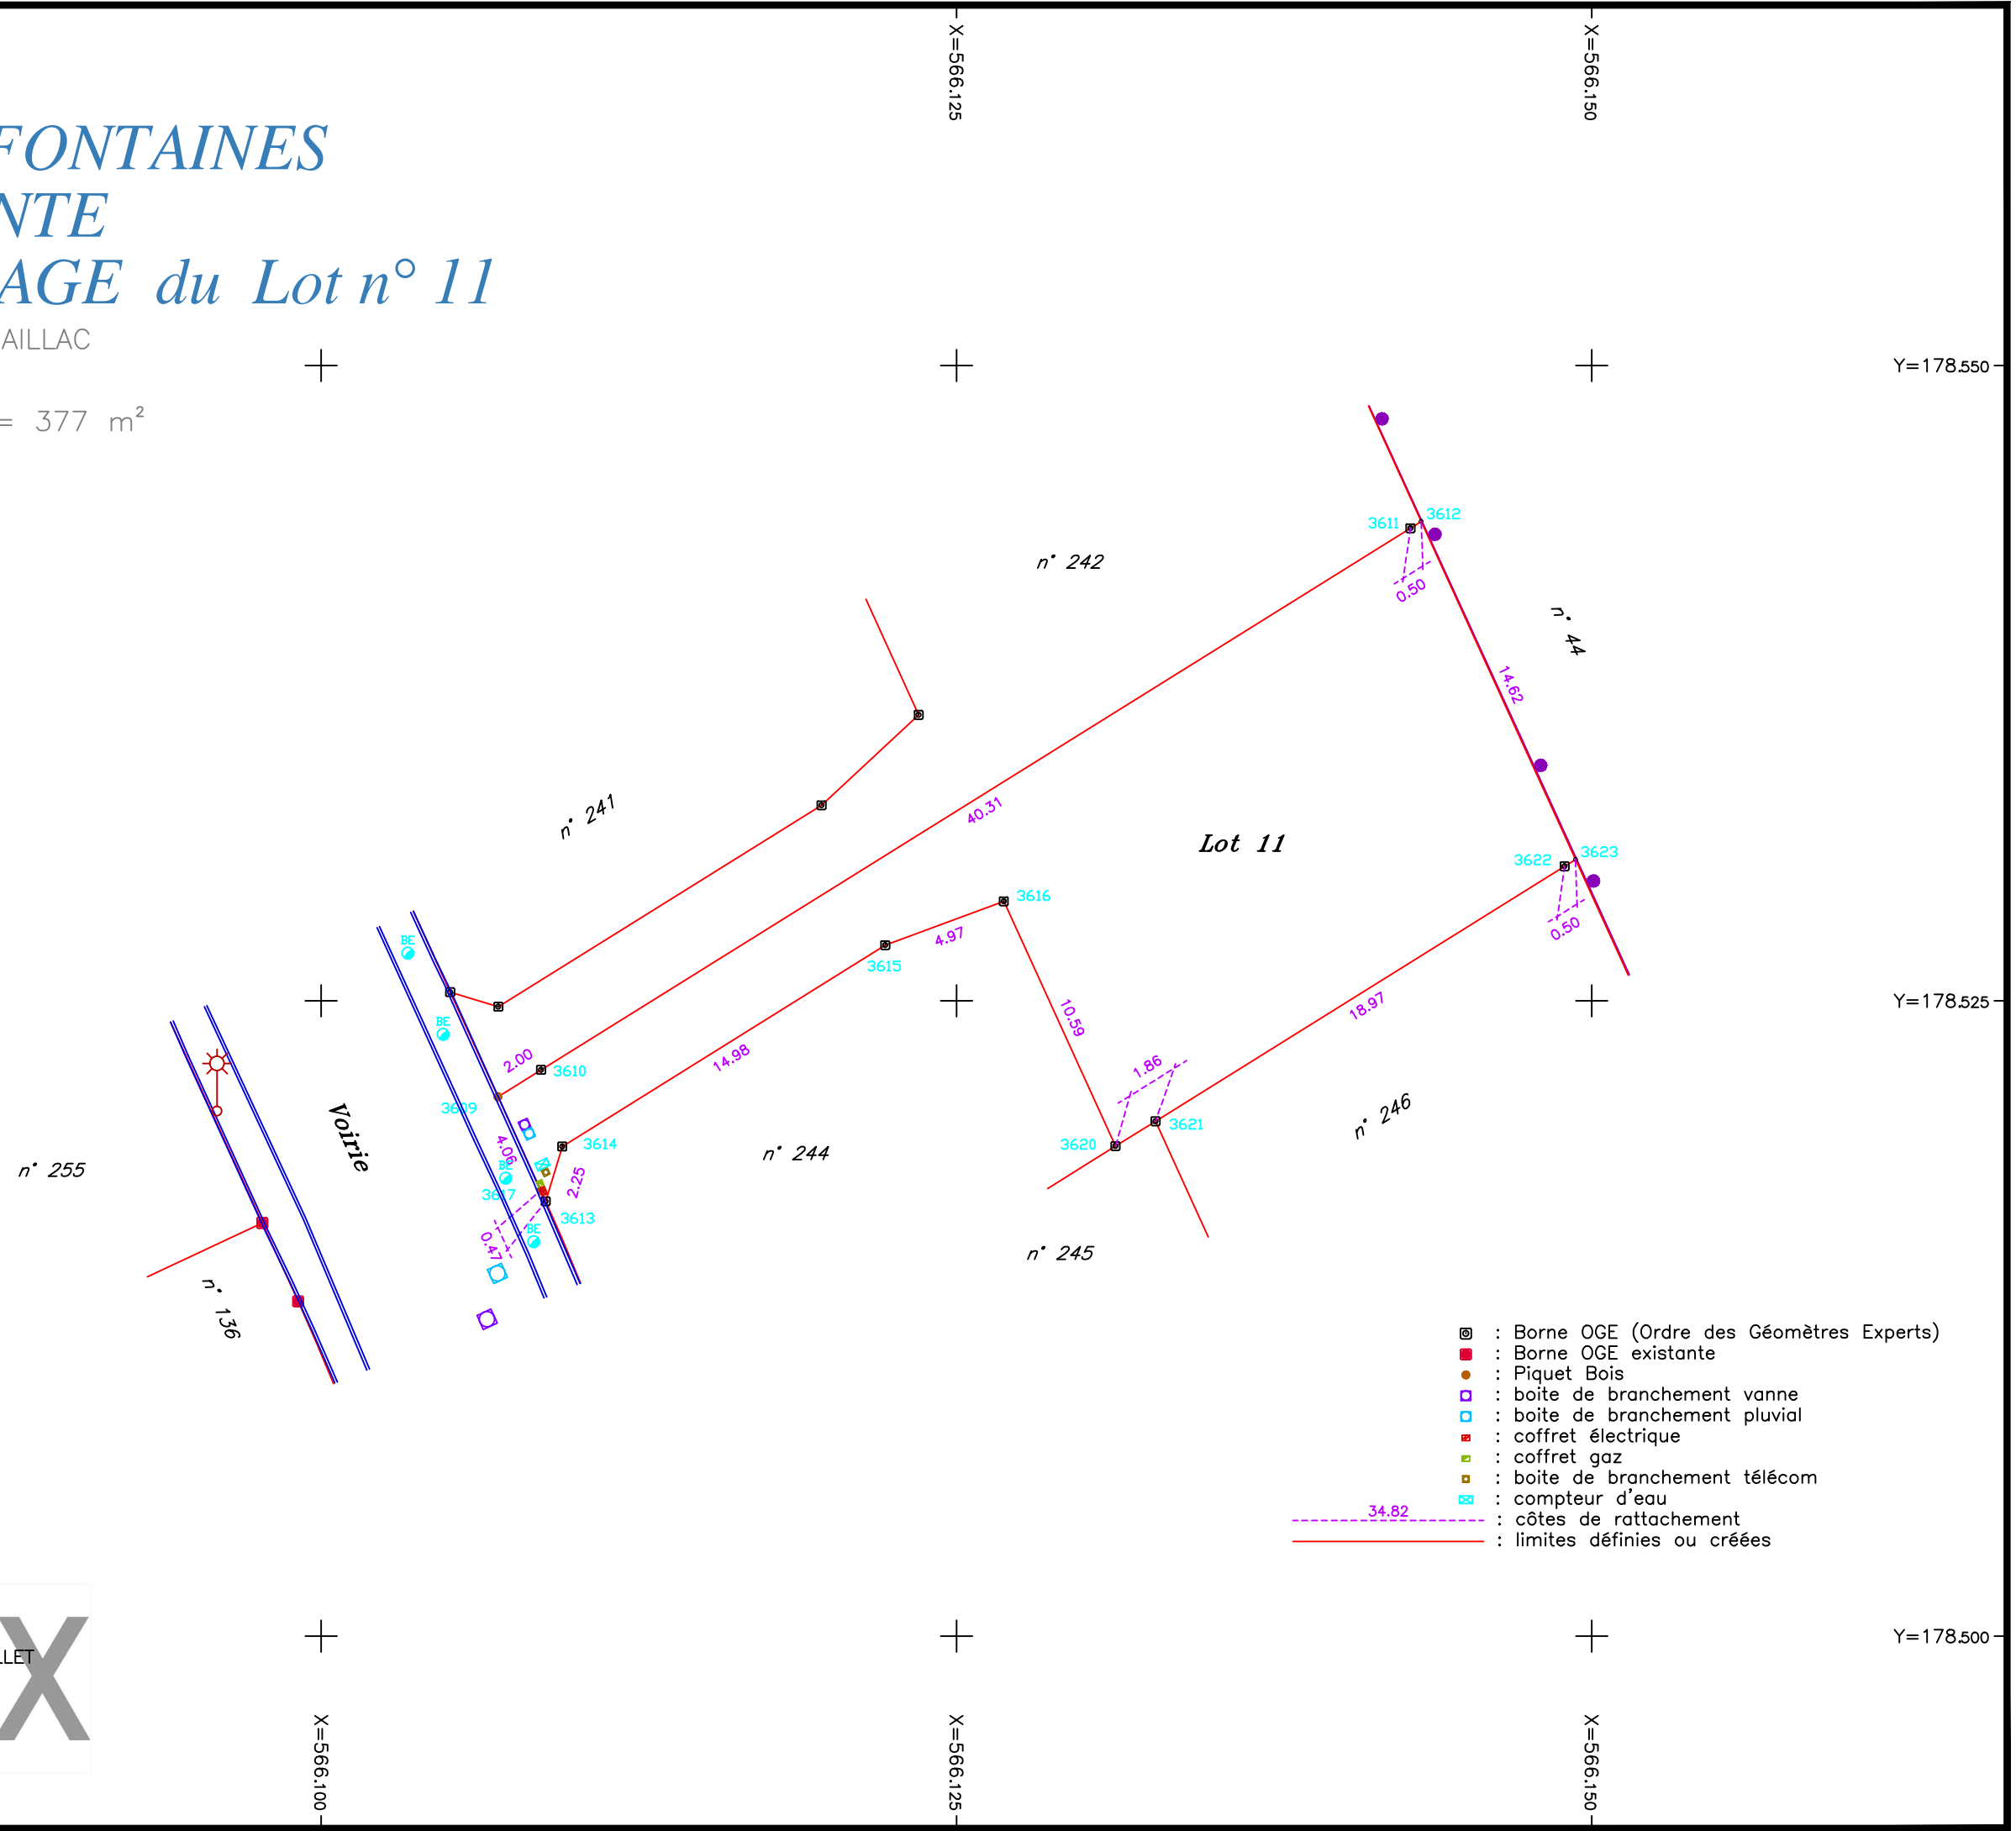 X=566.125
X=566.150
FONTAINES
NTE
AGE du Lot n° 11
AILLAC
= 377 m²
Y=178.550
3611
3612
0.50
n° 242
n° 44
14.62
n° 241
40.31
Lot 11
3622
3623
0.50
3616
4.97
3615
BE
Y=178.525
10.59
18.97
BE
2.00
3610
14.98
1.86
3609
Voirie
4.06
3614
n° 244
3620
3621
n° 246
n° 255
BE
3617
2.25
3613
BE
0.47
n° 245
n° 136
: Borne OGE (Ordre des Géomètres Experts)
: Borne OGE existante
: Piquet Bois
: boite de branchement vanne
: boite de branchement pluvial
: coffret électrique
: coffret gaz
: boite de branchement télécom
: compteur d'eau
34.82
: côtes de rattachement
: limites définies ou créées
X
LLET
Y=178.500
X=566.100
X=566.125
X=566.150